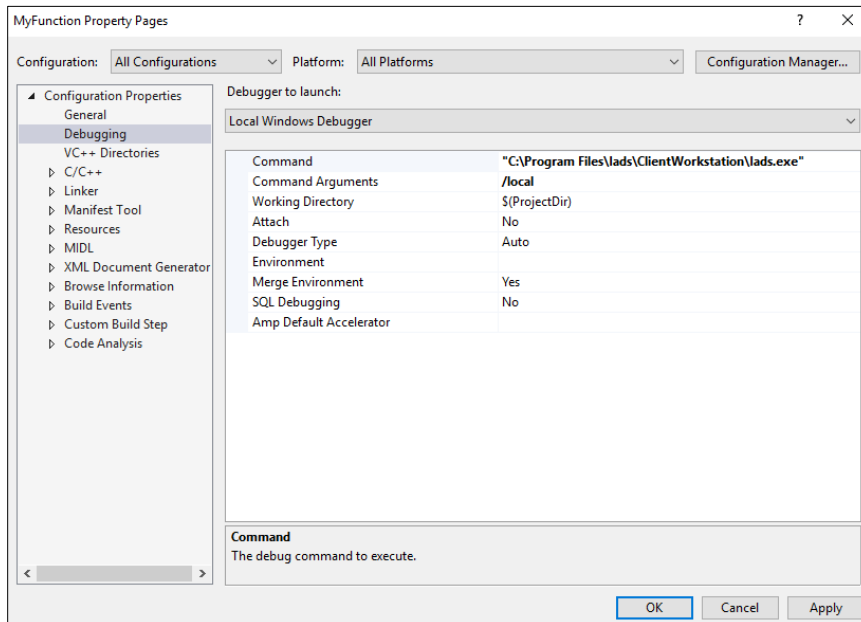 MyFunction Property Pages ? ×
Configuration: All Configurations Platform: All Platforms Configuration Manager...
Configuration Properties
General
Debugging
VC++ Directories
C/C++
Linker
Manifest Tool
Resources
MIDL
XML Document Generator
Browse Information
Build Events
Custom Build Step
Code Analysis
Debugger to launch:
Local Windows Debugger
Command "C:\Program Files\lads\ClientWorkstation\lads.exe"
Command Arguments /local
Working Directory $(ProjectDir)
Attach No
Debugger Type Auto
Environment
Merge Environment Yes
SQL Debugging No
Amp Default Accelerator
Command
The debug command to execute.
OK Cancel Apply